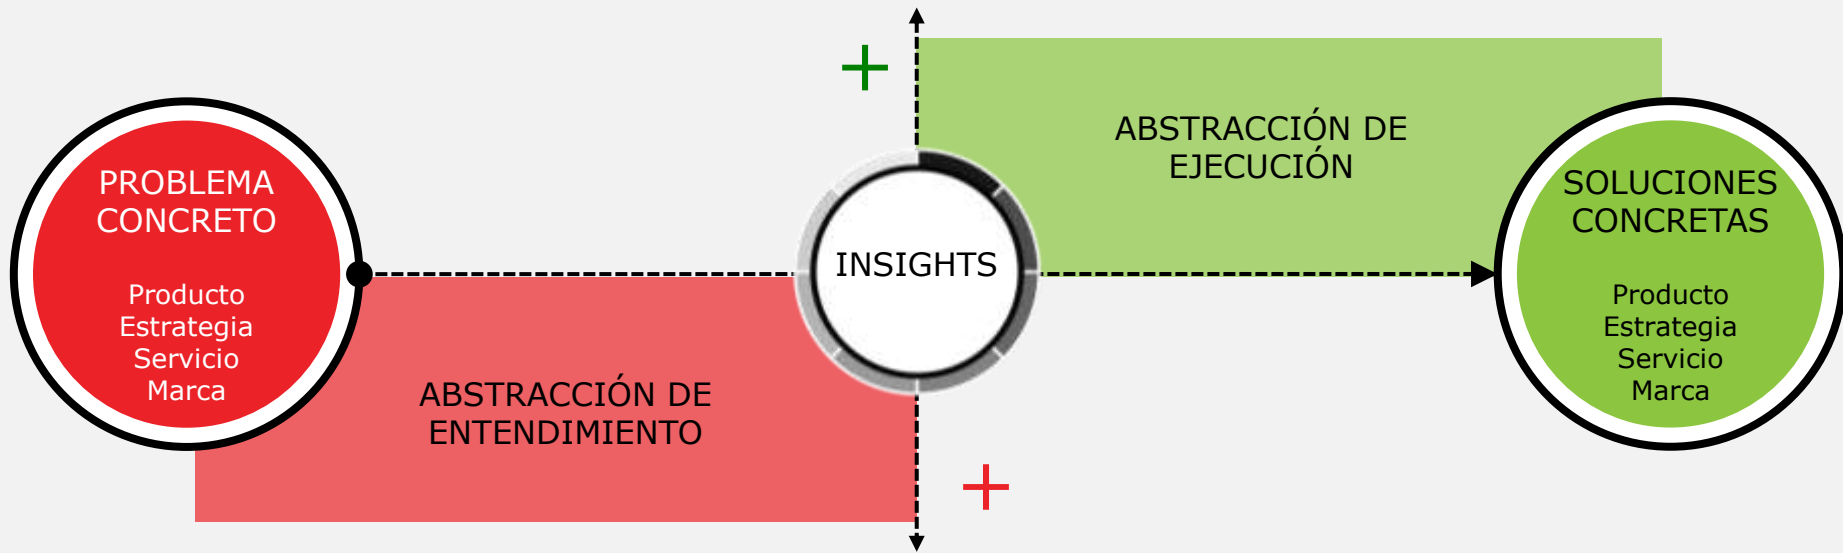 PROBLEMA
CONCRETO
Producto
Estrategia
Servicio
Marca
ABSTRACCIÓN DE
ENTENDIMIENTO
+
INSIGHTS
+
ABSTRACCIÓN DE
EJECUCIÓN
SOLUCIONES
CONCRETAS
Producto
Estrategia
Servicio
Marca